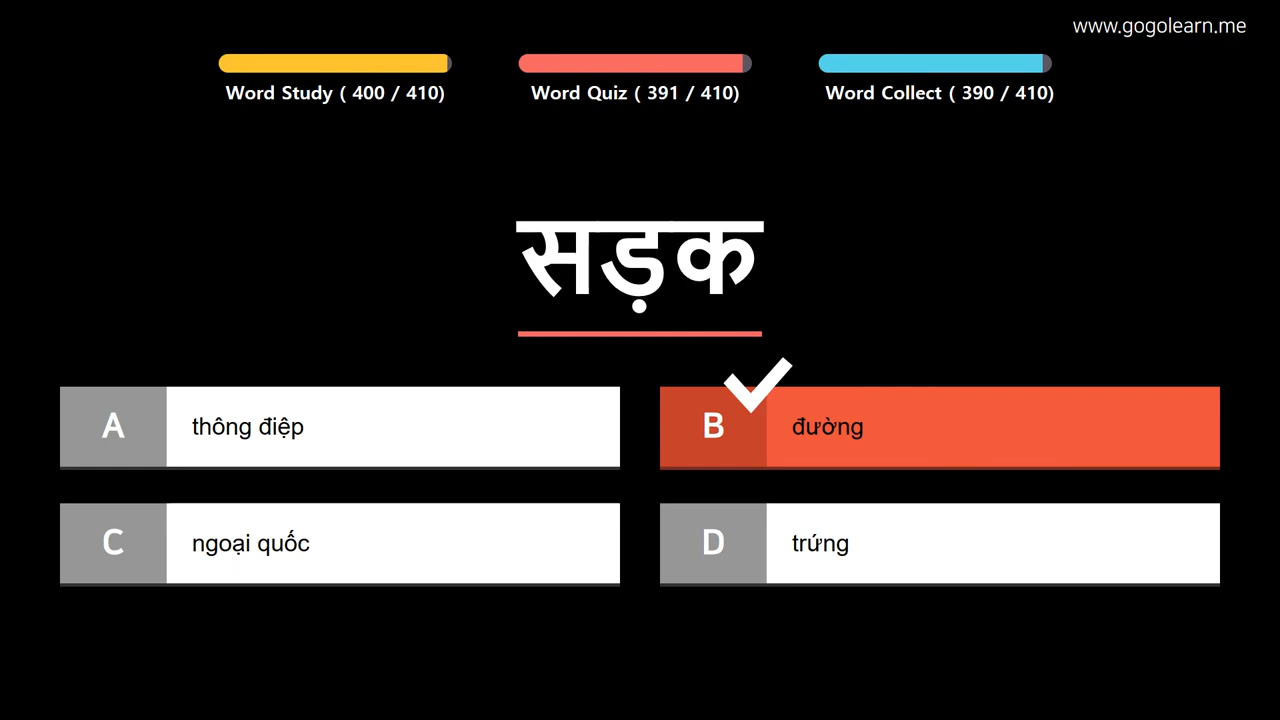 www.gogolearn.me
Word Study ( 400 / 410)
Word Quiz ( 391 / 410)
Word Collect ( 390 / 410)
सड़क
A thông điệp
B đường
C ngoại quốc
D trứng